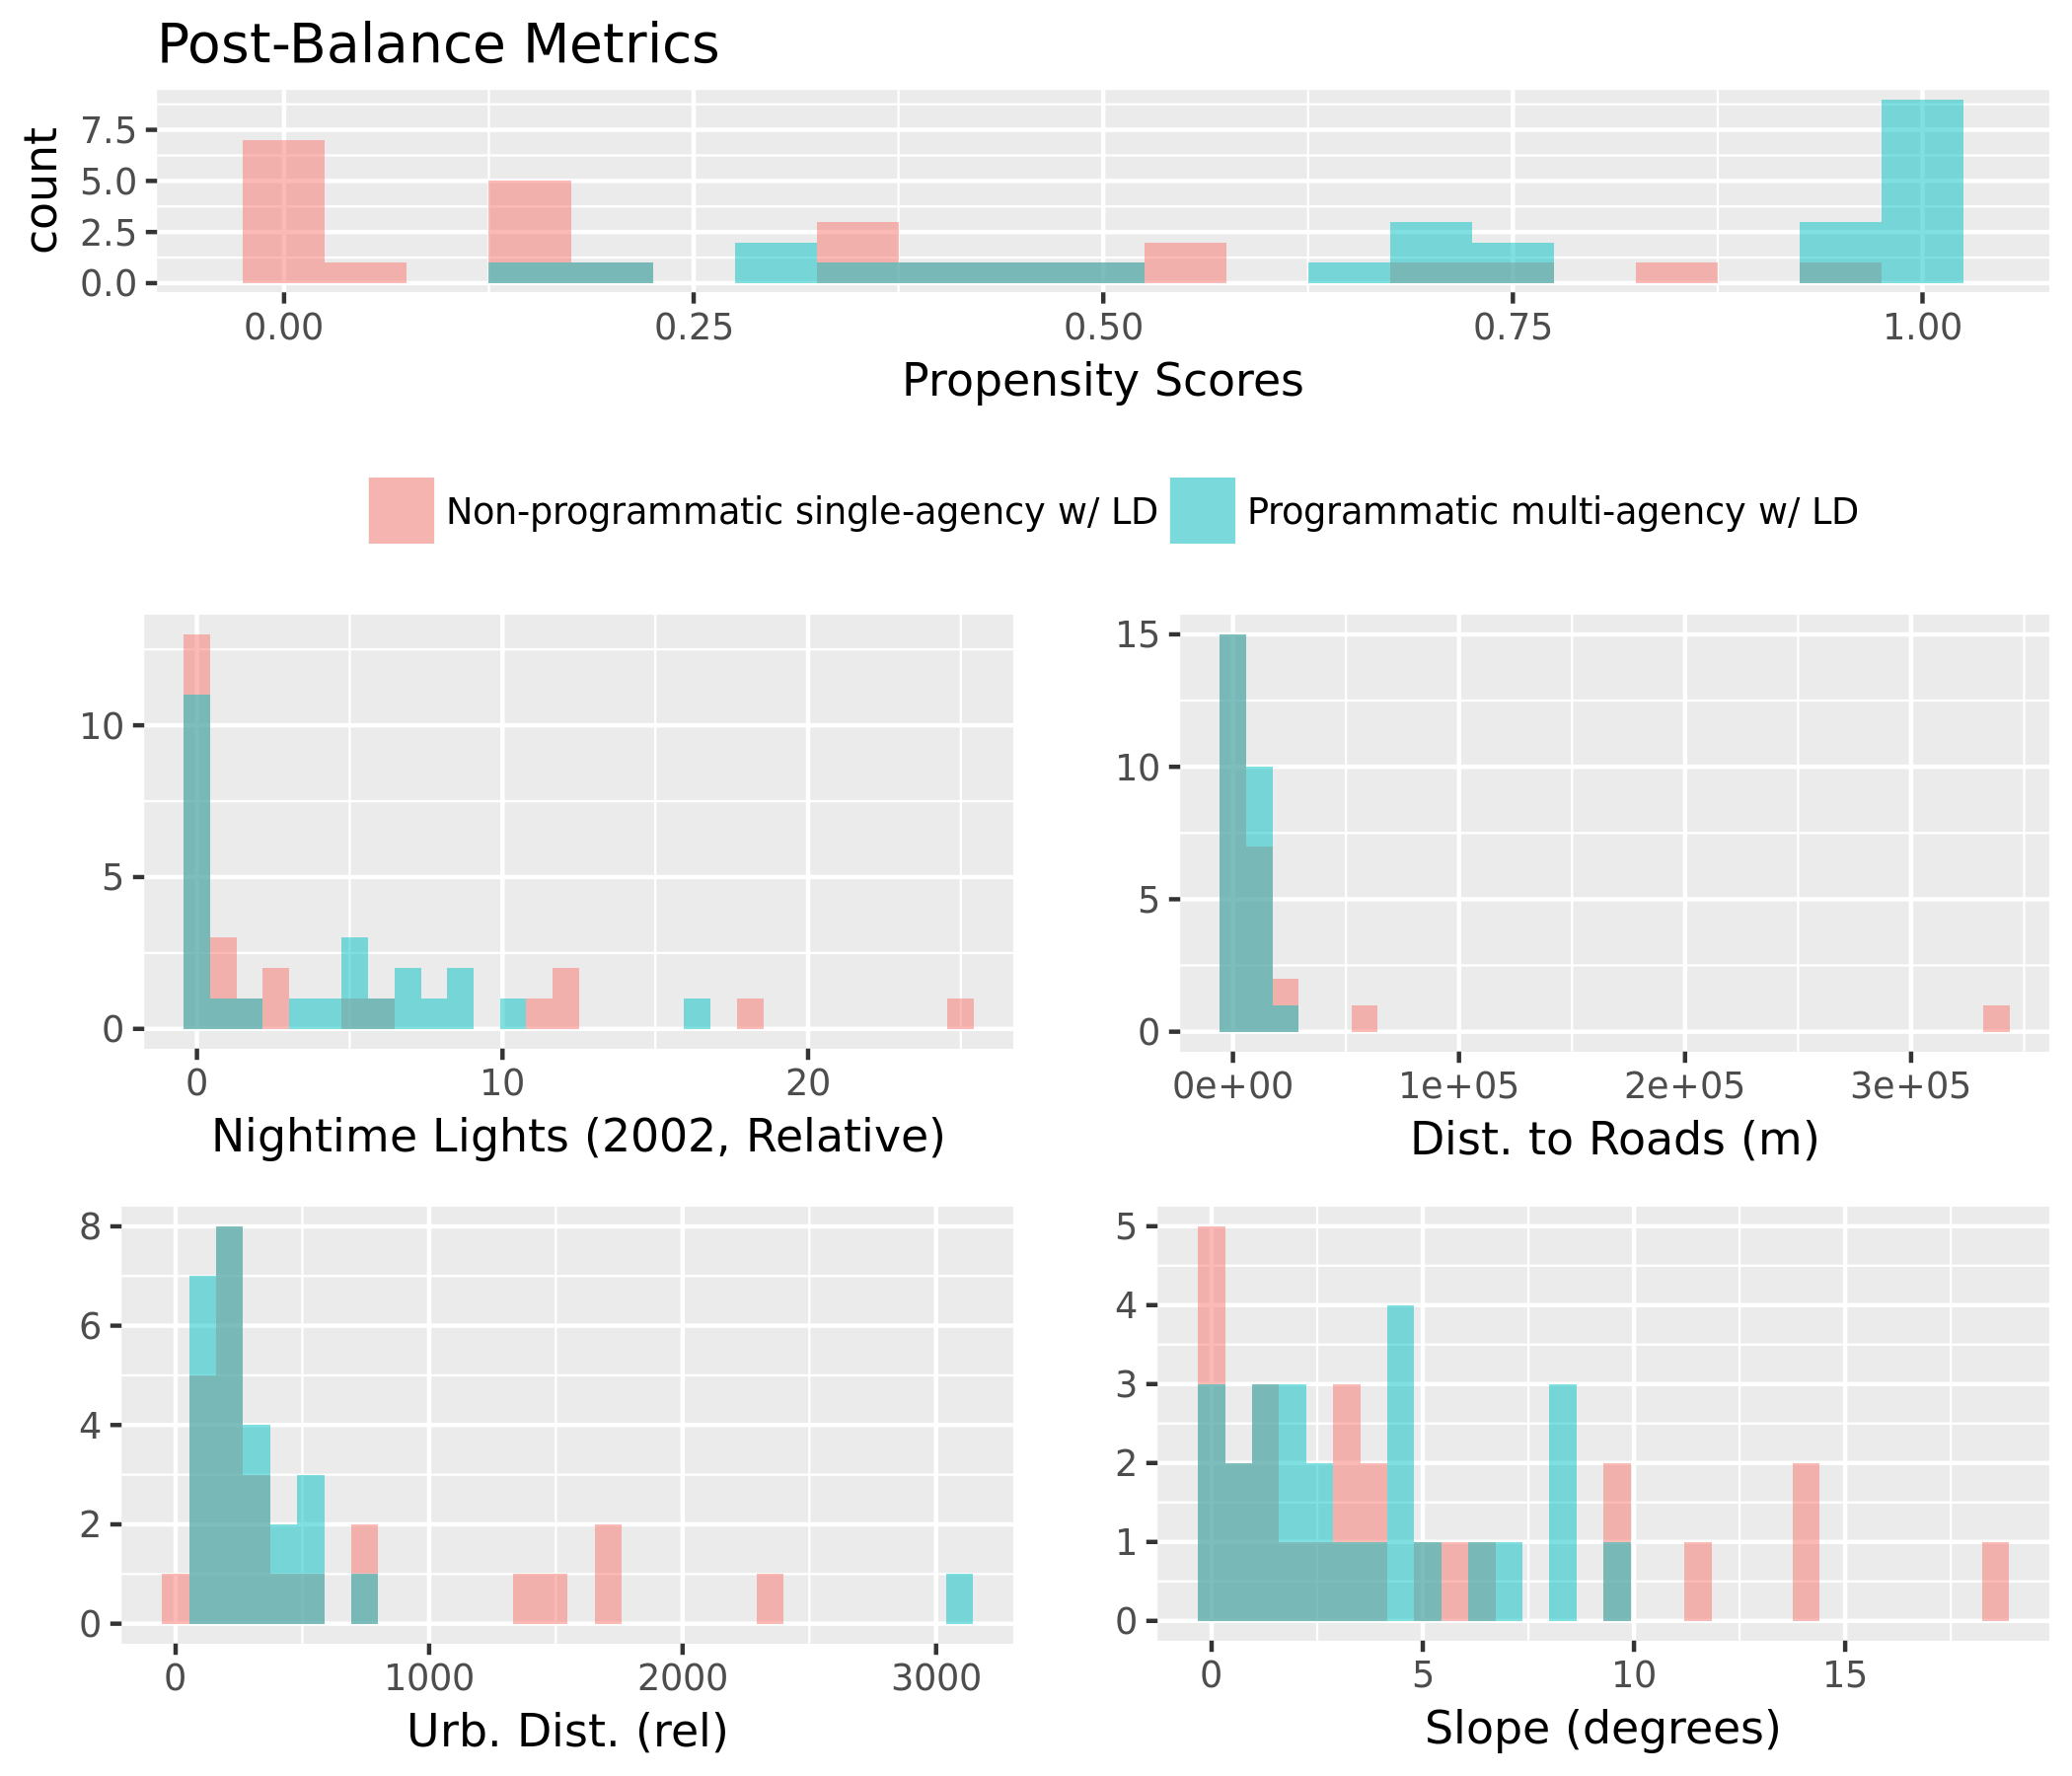 Post-Balance Metrics
count
7.5
5.0
2.5
0.0
0.00 0.25 0.50 0.75 1.00
Propensity Scores
Non-programmatic single-agency w/ LD Programmatic multi-agency w/ LD
10
5
0
0 10 20
Nightime Lights (2002, Relative)
15
10
5
0
0e+00 1e+05 2e+05 3e+05
Dist. to Roads (m)
8
6
4
2
0
0 1000 2000 3000
Urb. Dist. (rel)
5
4
3
2
1
0
0 5 10 15
Slope (degrees)